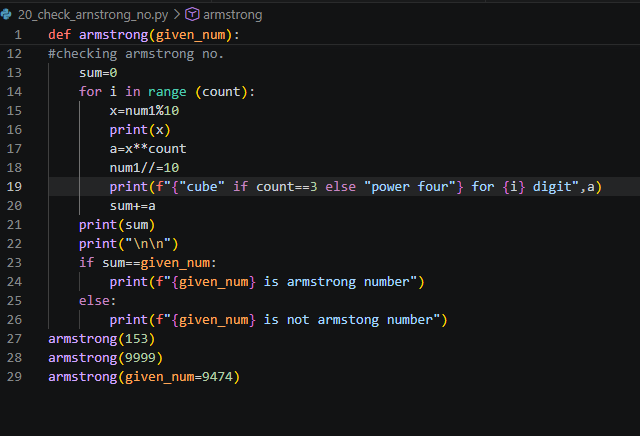 20_check_armstrong_no.py > armstrong
1 def armstrong(given_num):
12 #checking armstrong no.
13     sum=0
14     for i in range (count):
15         x=num1%10
16         print(x)
17         a=x**count
18         num1//=10
19         print(f"{"cube" if count==3 else "power four"} for {i} digit",a)
20         sum+=a
21     print(sum)
22     print("\n\n")
23     if sum==given_num:
24         print(f"{given_num} is armstrong number")
25     else:
26         print(f"{given_num} is not armstong number")
27 armstrong(153)
28 armstrong(9999)
29 armstrong(given_num=9474)